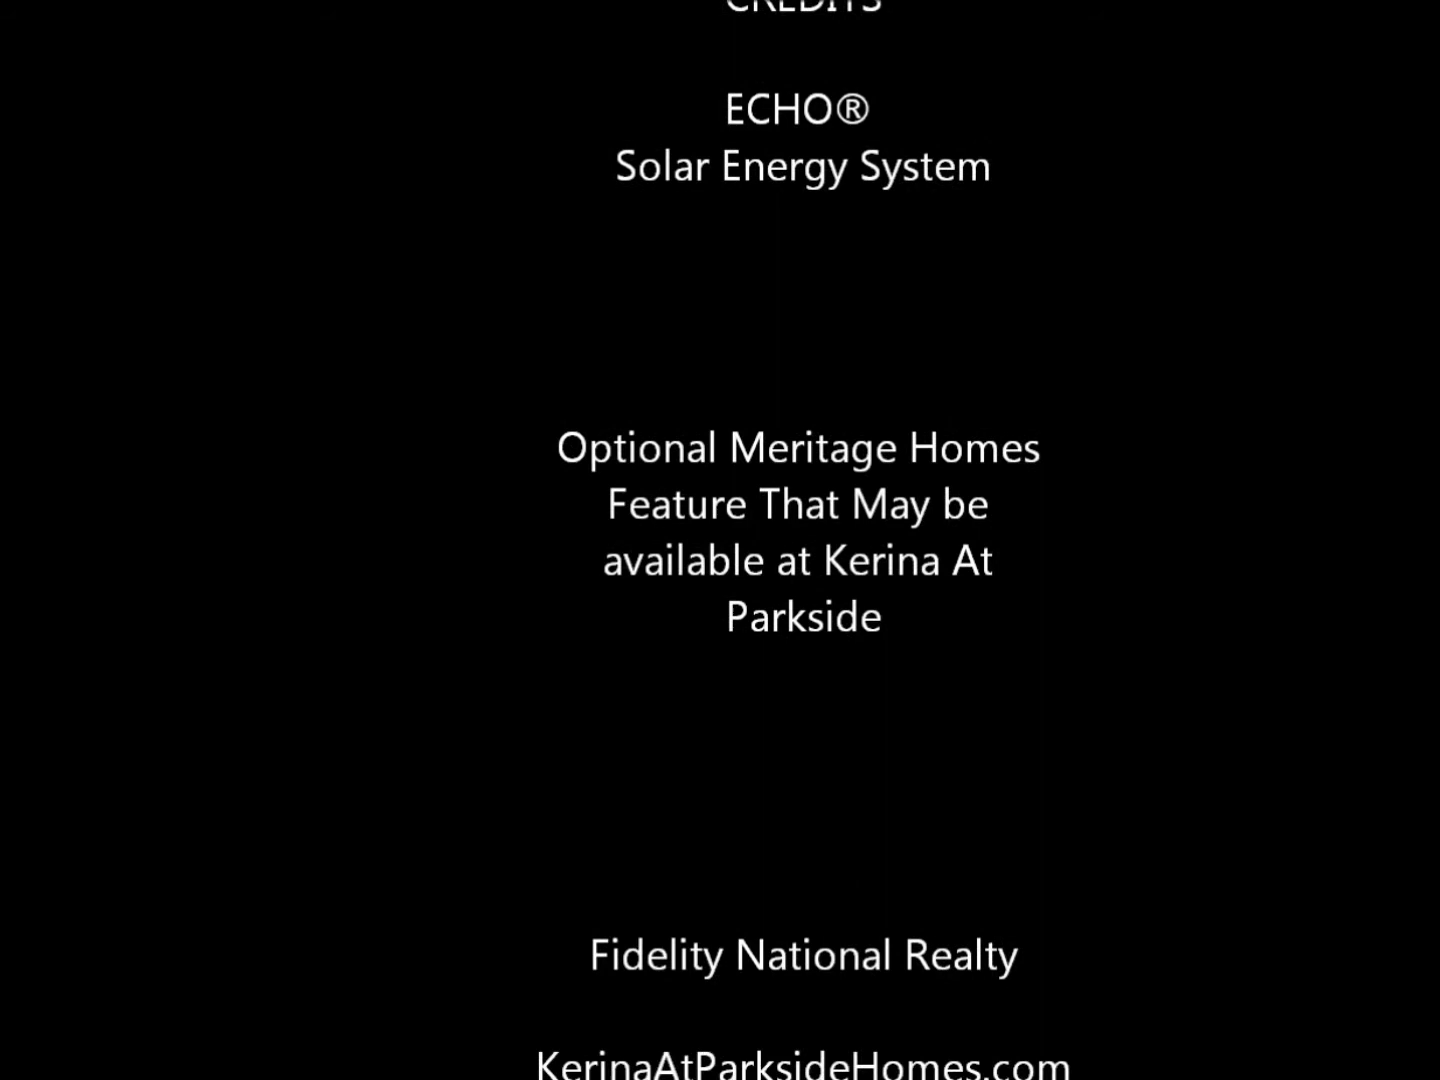 CREDITS
ECHO®
Solar Energy System
Optional Meritage Homes
Feature That May be
available at Kerina At
Parkside
Fidelity National Realty
KerinaAtParksideHomes.com